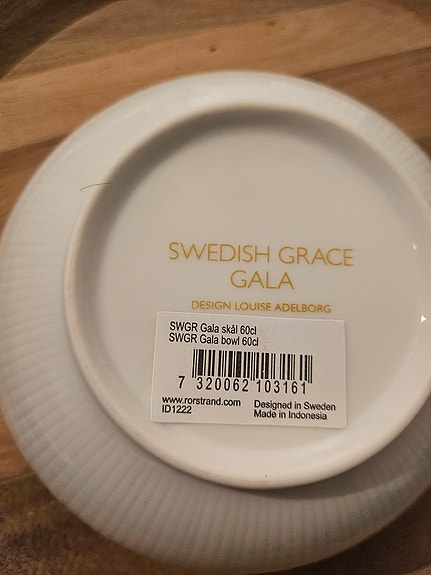 SWEDISH GRACE
GALA
DESIGN LOUISE ADELBORG
SWGR Gala skål 60cl
SWGR Gala bowl 60cl
7 320062 103161
www.rorstrand.com Designed in Sweden
ID1222 Made in Indonesia